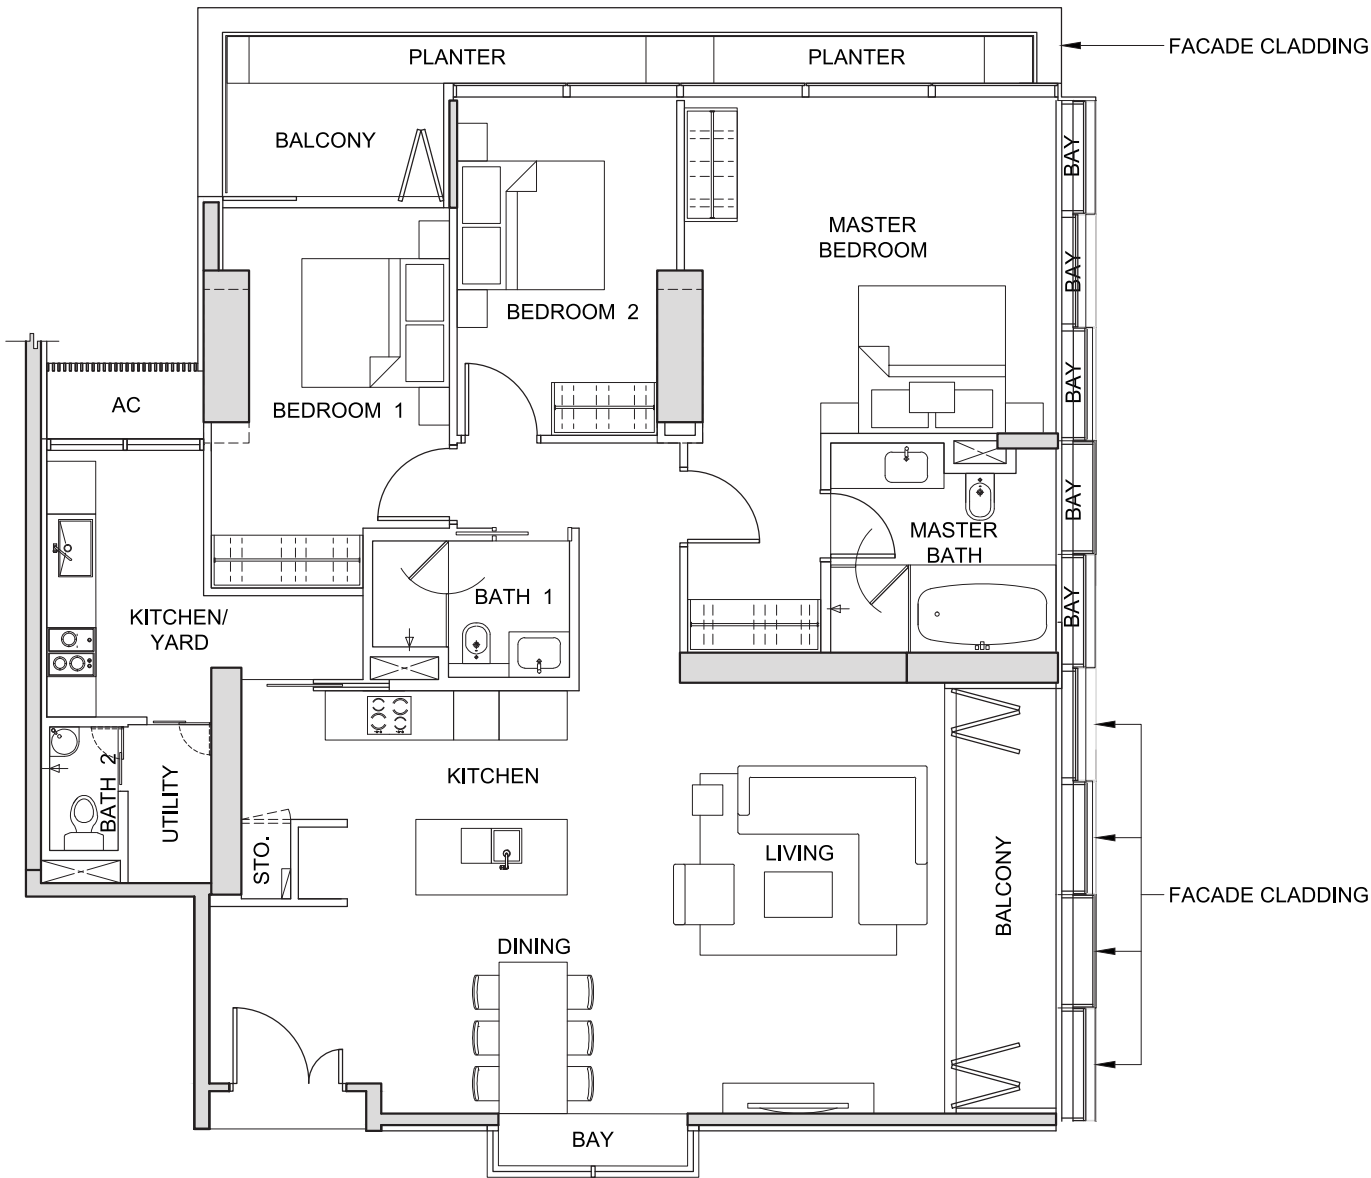 FACADE CLADDING
PLANTER
PLANTER
BALCONY
BAY
MASTER
BEDROOM
BAY
BEDROOM 2
BAY
AC
BEDROOM 1
BAY
MASTER
BATH
BATH 1
BAY
KITCHEN/
YARD
KITCHEN
BATH 2
UTILITY
STO.
LIVING
BALCONY
FACADE CLADDING
DINING
BAY